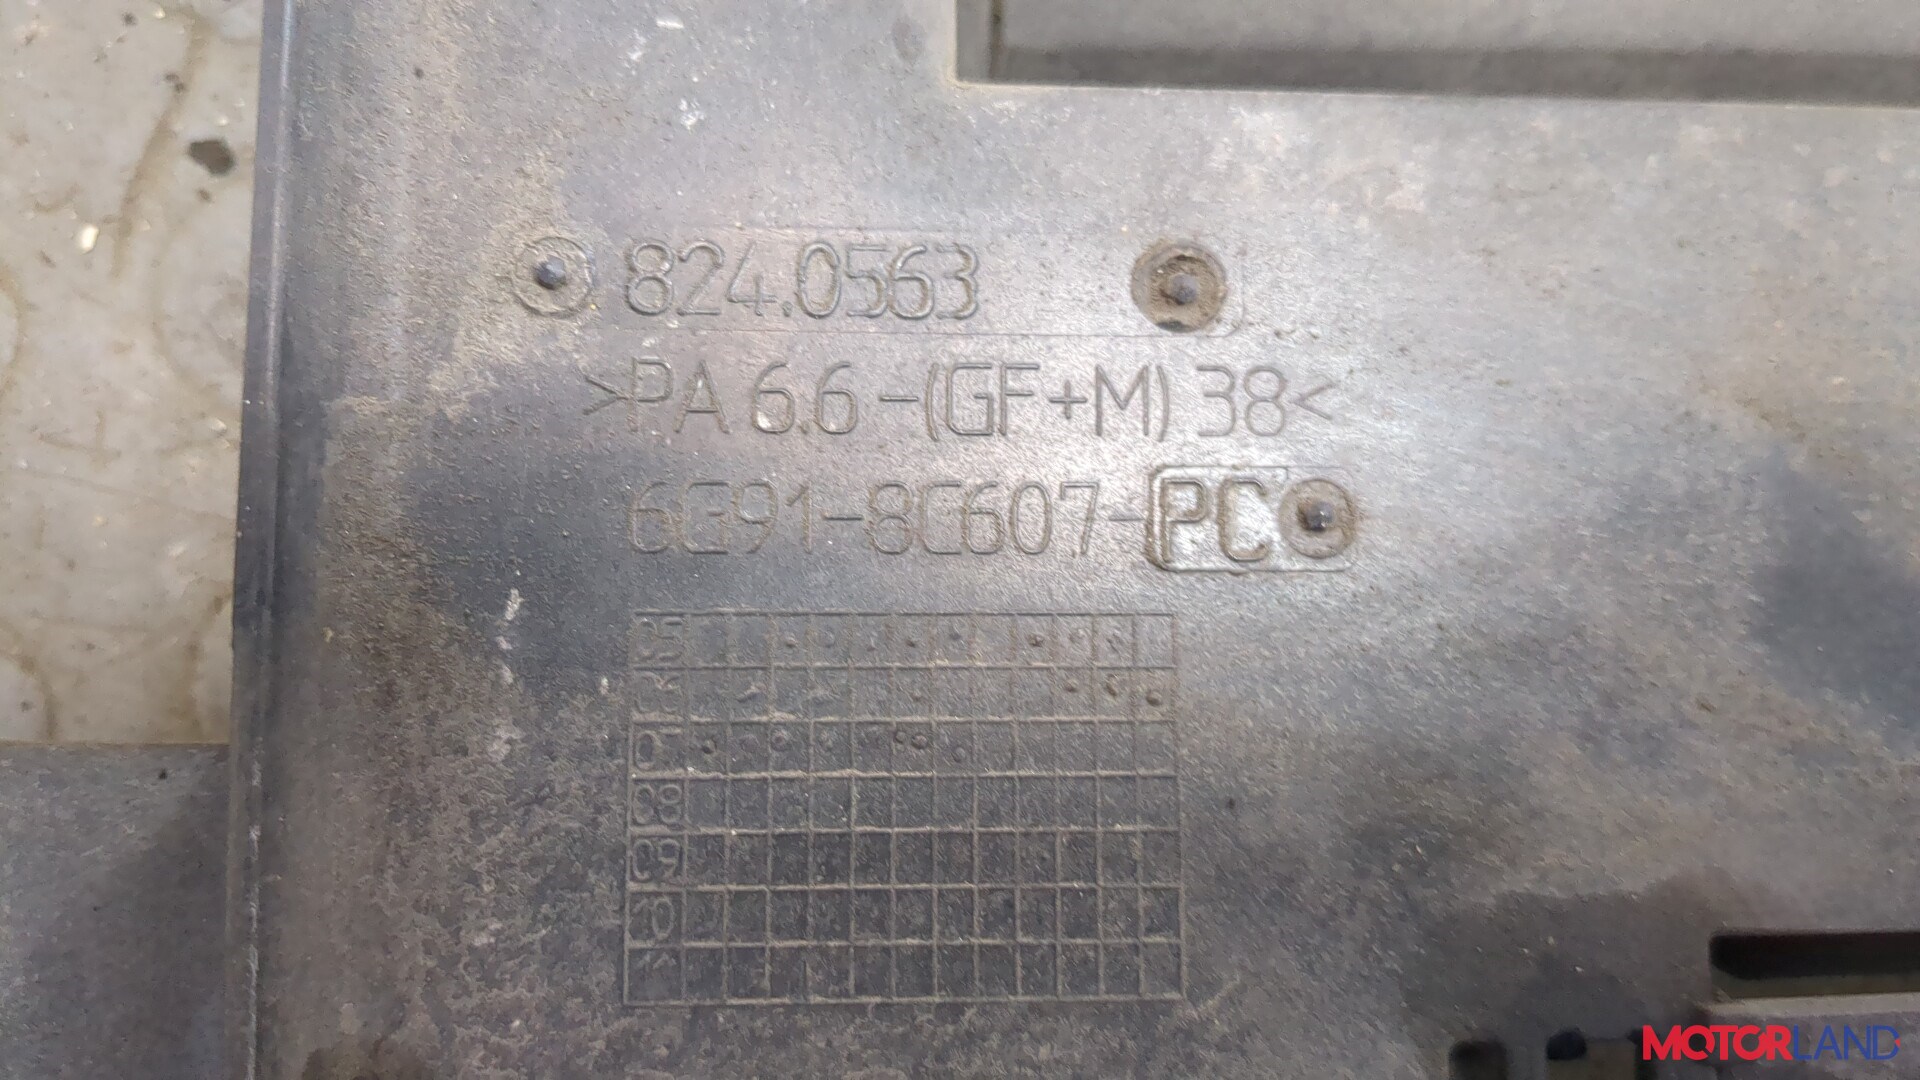 824.0563
>PA 6.6-(GF+M) 38<
6G91-8C607-PC
05
07
08
09
10
MOTORLAND